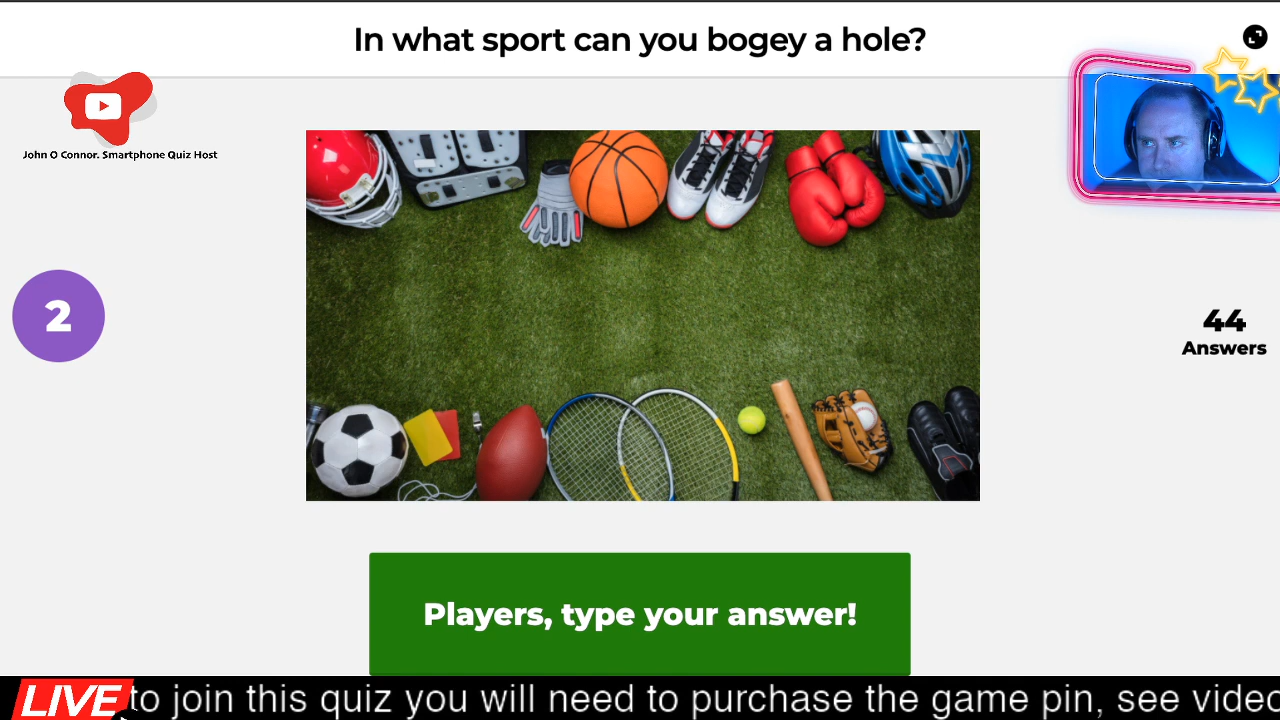 In what sport can you bogey a hole?
John O Connor. Smartphone Quiz Host
2
44
Answers
Players, type your answer!
LIVE
to join this quiz you will need to purchase the game pin, see video